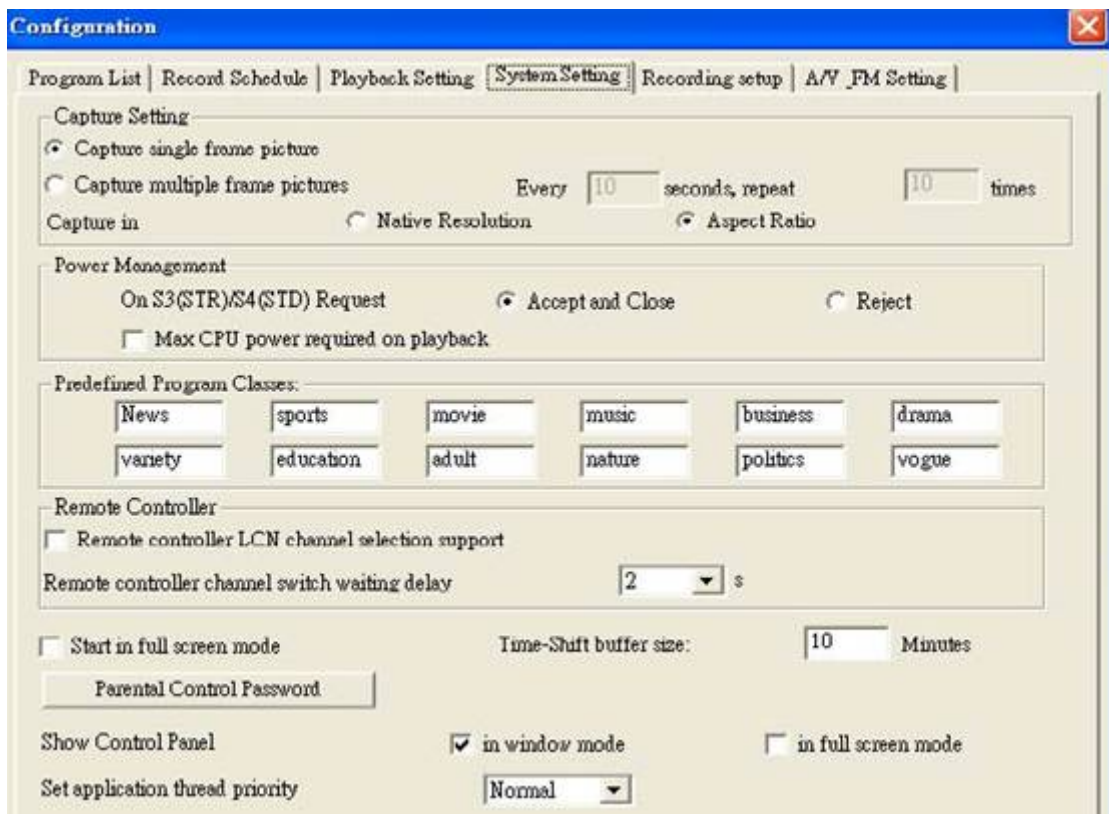 Configuration
Program List Record Schedule Playback Setting System Setting Recording setup A/V_FM Setting
Capture Setting
Capture single frame picture
Capture multiple frame pictures Every 10 seconds, repeat 10 times
Capture in Native Resolution Aspect Ratio
Power Management
On S3(STR)/S4(STD) Request Accept and Close Reject
Max CPU power required on playback
Predefined Program Classes:
News sports movie music business drama
variety education adult nature politics vogue
Remote Controller
Remote controller LCN channel selection support
Remote controller channel switch waiting delay 2 s
Start in full screen mode Time-Shift buffer size: 10 Minutes
Parental Control Password
Show Control Panel in window mode in full screen mode
Set application thread priority Normal